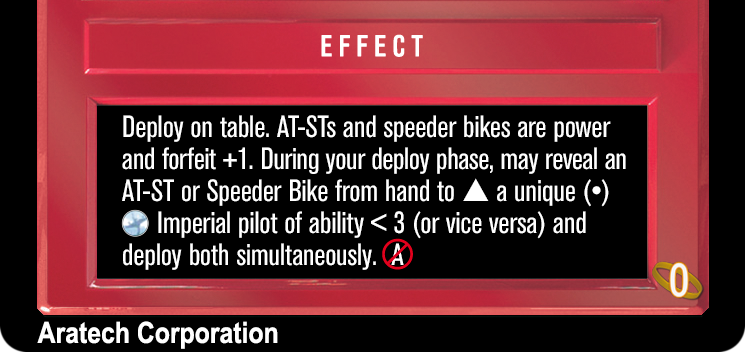 EFFECT
Deploy on table. AT-STs and speeder bikes are power
and forfeit +1. During your deploy phase, may reveal an
AT-ST or Speeder Bike from hand to ▲ a unique (•)
Imperial pilot of ability < 3 (or vice versa) and
deploy both simultaneously. A
0
Aratech Corporation